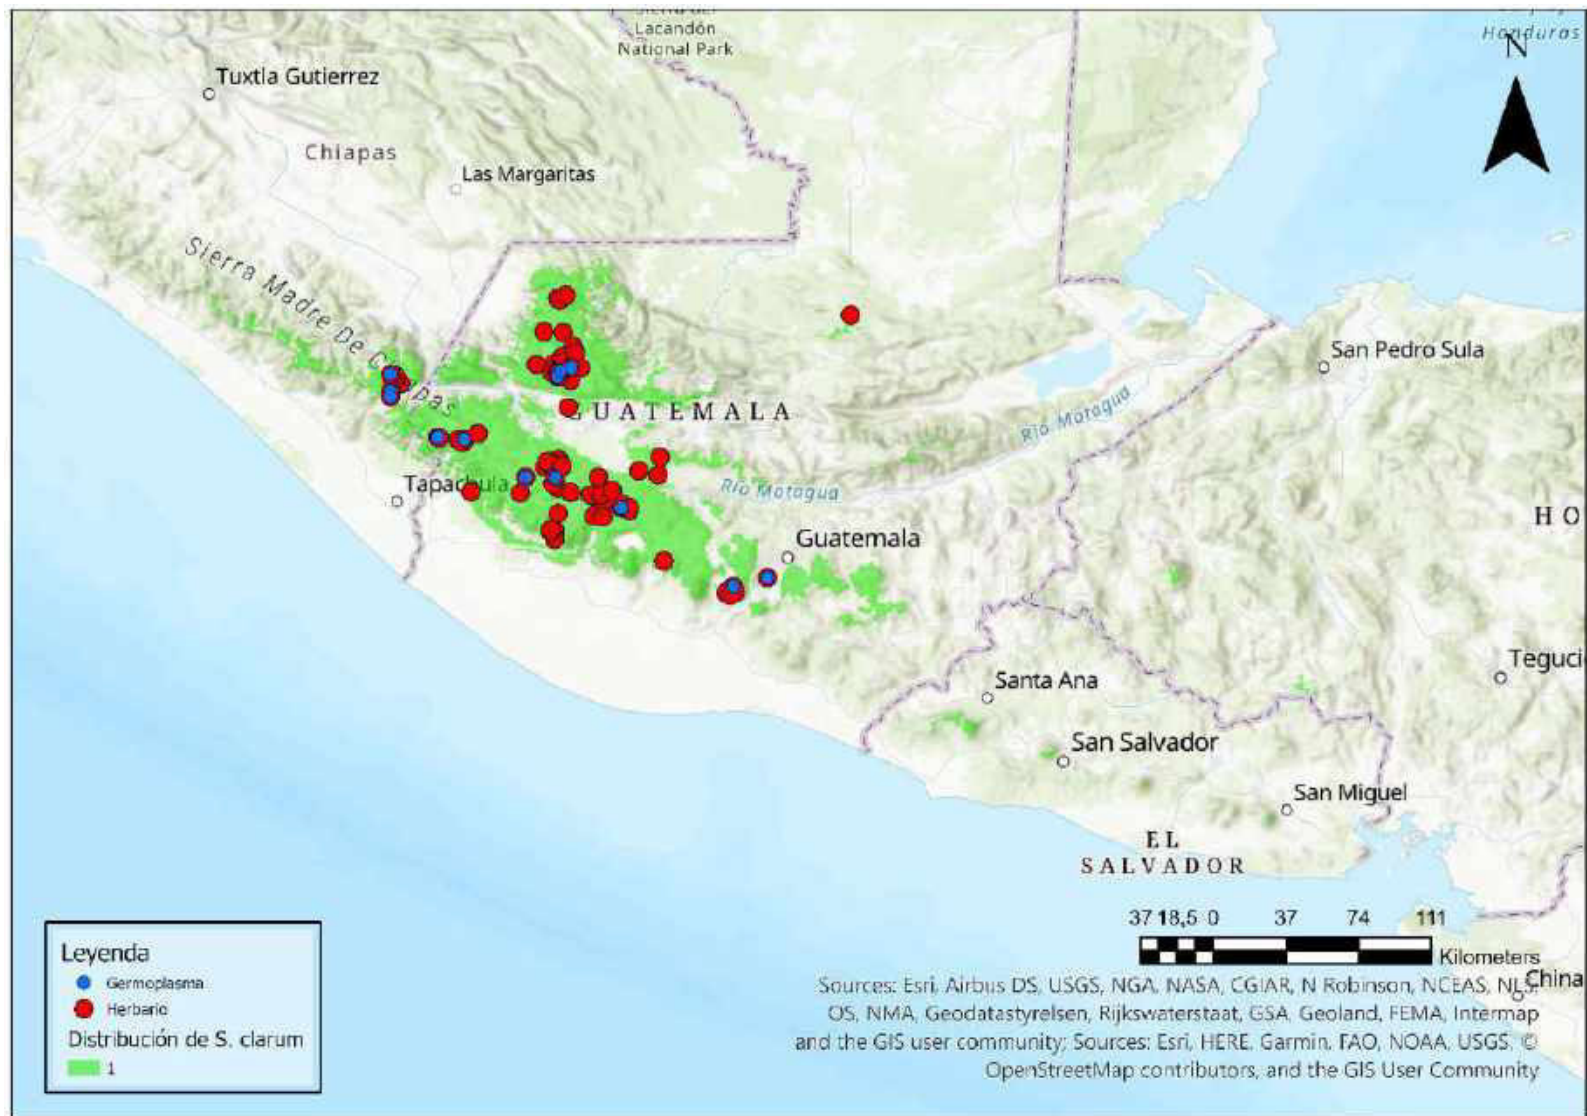 Lacandón
National Park
Honduras
N
Tuxtla Gutierrez
Chiapas
Las Margaritas
Sierra Madre De Chiapas
San Pedro Sula
GUATEMALA
Río Motagua
Tapachula
Río Motagua
HO
Guatemala
Teguci
Santa Ana
San Salvador
San Miguel
EL
SALVADOR
37 18,5 0 37 74 111
Kilometers
Leyenda
Germoplasma
Herbario
Distribución de S. clarum
1
China
Sources: Esri, Airbus DS, USGS, NGA, NASA, CGIAR, N Robinson, NCEAS, NLS,
OS, NMA, Geodatastyrelsen, Rijkswaterstaat, GSA, Geoland, FEMA, Intermap
and the GIS user community; Sources: Esri, HERE, Garmin, FAO, NOAA, USGS, ©
OpenStreetMap contributors, and the GIS User Community